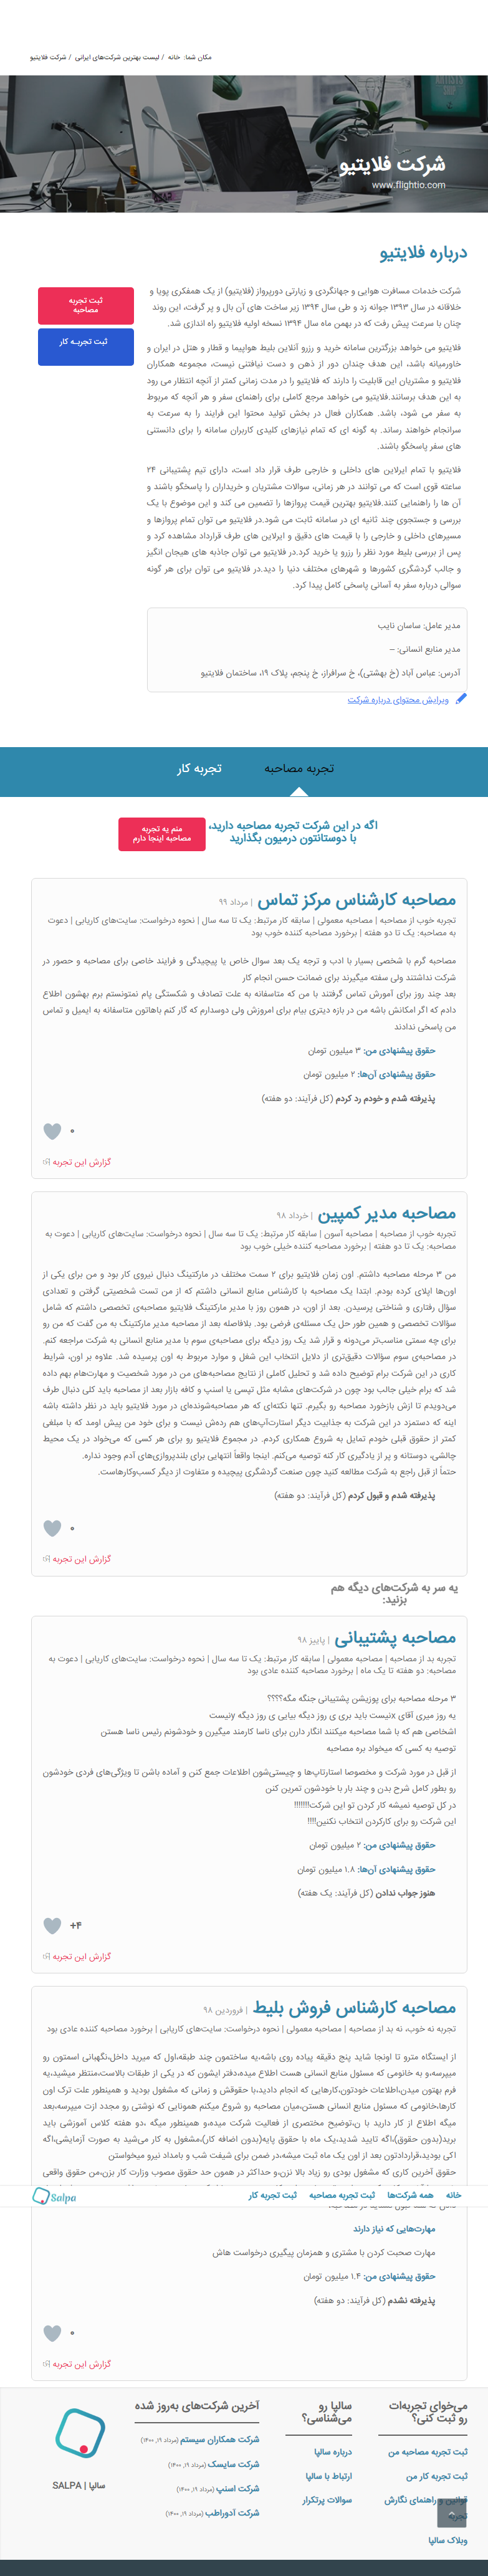 مکان شما: خانه / لیست بهترین شرکت‌های ایرانی / شرکت فلایتیو
شرکت فلایتیو
www.flightio.com
درباره فلایتیو
شرکت خدمات مسافرت هوایی و جهانگردی و زیارتی دورپرواز (فلایتیو) از یک همفکری پویا و
خلاقانه در سال ۱۳۹۳ جوانه زد و طی سال ۱۳۹۴ زیر ساخت های آن بال و پر گرفت، این روند
چنان با سرعت پیش رفت که در بهمن ماه سال ۱۳۹۴ نسخه اولیه فلایتیو راه اندازی شد.
ثبت تجربه
مصاحبه
ثبت تجربـه کار
فلایتیو می خواهد بزرگترین سامانه خرید و رزرو آنلاین بلیط هواپیما و قطار و هتل در ایران و
خاورمیانه باشد، این هدف چندان دور از ذهن و دست نیافتنی نیست، مجموعه همکاران
فلایتیو و مشتریان این قابلیت را دارند که فلایتیو را در مدت زمانی کمتر از آنچه انتظار می رود
به این هدف برسانند.فلایتیو می خواهد مرجع کاملی برای راهنمای سفر و هر آنچه که مربوط
به سفر می شود، باشد. همکاران فعال در بخش تولید محتوا این فرایند را به سرعت به
سرانجام خواهند رساند. به گونه ای که تمام نیازهای کلیدی کاربران سامانه را برای دانستنی
های سفر پاسخگو باشند.
فلایتیو با تمام ایرلاین های داخلی و خارجی طرف قرار داد است، دارای تیم پشتیبانی ۲۴
ساعته قوی است که می توانند در هر زمانی، سوالات مشتریان و خریداران را پاسخگو باشند و
آن ها را راهنمایی کنند.فلایتیو بهترین قیمت پروازها را تضمین می کند و این موضوع با یک
بررسی و جستجوی چند ثانیه ای در سامانه ثابت می شود.در فلایتیو می توان تمام پروازها و
مسیرهای داخلی و خارجی را با قیمت های دقیق و ایرلاین های طرف قرارداد مشاهده کرد و
پس از بررسی بلیط مورد نظر را رزرو یا خرید کرد.در فلایتیو می توان جاذبه های هیجان انگیز
و جالب گردشگری کشورها و شهرهای مختلف دنیا را دید.در فلایتیو می توان برای هر گونه
سوالی درباره سفر به آسانی پاسخی کامل پیدا کرد.
مدیر عامل: ساسان نایب
مدیر منابع انسانی: –
آدرس: عباس آباد (خ بهشتی)، خ سرافراز، خ پنجم، پلاک ۱۹، ساختمان فلایتیو
ویرایش محتوای درباره شرکت
تجربه مصاحبه
تجربه کار
اگه در این شرکت تجربه مصاحبه دارید،
با دوستانتون درمیون بگذارید
منم یه تجربه
مصاحبه اینجا دارم
مصاحبه کارشناس مرکز تماس | مرداد ۹۹
تجربه خوب از مصاحبه | مصاحبه معمولی | سابقه کار مرتبط: یک تا سه سال | نحوه درخواست: سایت‌های کاریابی | دعوت
به مصاحبه: یک تا دو هفته | برخورد مصاحبه کننده خوب بود
مصاحبه گرم با شخصی بسیار با ادب و ترجه یک بعد سوال خاص یا پیچیدگی و فرایند خاصی برای مصاحبه و حضور در
شرکت نداشتند ولی سفته میگیرند برای ضمانت حسن انجام کار
بعد چند روز برای آموزش تماس گرفتند با من که متاسفانه به علت تصادف و شکستگی پام نمتونستم برم بهشون اطلاع
دادم که اگر امکانش باشه من در بازه دیتری بیام برای امروزش ولی دوسدارم که گار کنم باهاتون متاسفانه به ایمیل و تماس
من پاسخی ندادند
حقوق پیشنهادی من: ۳ میلیون تومان
حقوق پیشنهادی آن‌ها: ۲ میلیون تومان
پذیرفته شدم و خودم رد کردم (کل فرآیند: دو هفته)
۰
گزارش این تجربه
مصاحبه مدیر کمپین | خرداد ۹۸
تجربه خوب از مصاحبه | مصاحبه آسون | سابقه کار مرتبط: یک تا سه سال | نحوه درخواست: سایت‌های کاریابی | دعوت به
مصاحبه: یک تا دو هفته | برخورد مصاحبه کننده خیلی خوب بود
من ۳ مرحله مصاحبه داشتم. اون زمان فلایتیو برای ۲ سمت مختلف در مارکتینگ دنبال نیروی کار بود و من برای یکی از
اون‌ها اپلای کرده بودم. ابتدا یک مصاحبه با کارشناس منابع انسانی داشتم که از من تست شخصیتی گرفتن و تعدادی
سؤال رفتاری و شناختی پرسیدن. بعد از اون، در همون روز با مدیر مارکتینگ فلایتیو مصاحبه‌ی تخصصی داشتم که شامل
سؤالات تخصصی و همین طور حل یک مسئله‌ی فرضی بود. بلافاصله بعد از مصاحبه مدیر مارکتینگ به من گفت که من رو
برای چه سمتی مناسب‌تر می‌دونه و قرار شد یک روز دیگه برای مصاحبه‌ی سوم با مدیر منابع انسانی به شرکت مراجعه کنم.
در مصاحبه‌ی سوم سؤالات دقیق‌تری از دلایل انتخاب این شغل و موارد مربوط به اون پرسیده شد. علاوه بر اون، شرایط
کاری در این شرکت برام توضیح داده شد و تحلیل کاملی از نتایج مصاحبه‌های من در مورد شخصیت و مهارت‌هام بهم داده
شد که برام خیلی جالب بود چون در شرکت‌های مشابه مثل تپسی یا اسنپ و کافه بازار بعد از مصاحبه باید کلی دنبال طرف
می‌دویدم تا ازش بازخورد مصاحبه رو بگیرم. تنها نکته‌ای که هر مصاحبه‌شونده‌ای در مورد فلایتیو باید در نظر داشته باشه
اینه که دستمزد در این شرکت به جذابیت دیگر استارت‌آپ‌های هم رده‌ش نیست و برای خود من پیش اومد که با مبلغی
کمتر از حقوق قبلی خودم تمایل به شروع همکاری کردم. در مجموع فلایتیو رو برای هر کسی که می‌خواد در یک محیط
چالشی، دوستانه و پر از یادگیری کار کنه توصیه می‌کنم. اینجا واقعاً انتهایی برای بلندپروازی‌های آدم وجود نداره.
حتماً از قبل راجع به شرکت مطالعه کنید چون صنعت گردشگری پیچیده و متفاوت از دیگر کسب‌وکارهاست.
پذیرفته شدم و قبول کردم (کل فرآیند: دو هفته)
۰
گزارش این تجربه
یه سر به شرکت‌های دیگه هم
بزنید:
مصاحبه پشتیبانی | پاییز ۹۸
تجربه بد از مصاحبه | مصاحبه معمولی | سابقه کار مرتبط: یک تا سه سال | نحوه درخواست: سایت‌های کاریابی | دعوت به
مصاحبه: دو هفته تا یک ماه | برخورد مصاحبه کننده عادی بود
۳ مرحله مصاحبه برای پوزیشن پشتیبانی جنگه مگه؟؟؟؟
یه روز میری آقای xنیست باید بری ی روز دیگه بیایی ی روز دیگه yنیست
اشخاصی هم که با شما مصاحبه میکنند انگار دارن برای ناسا کارمند میگیرن و خودشونم رئیس ناسا هستن
توصیه به کسی که میخواد بره مصاحبه
از قبل در مورد شرکت و مخصوصا استارتاپ‌ها و چیستی‌شون اطلاعات جمع کنن و آماده باشن تا ویژگی‌های فردی خودشون
رو بطور کامل شرح بدن و چند بار با خودشون تمرین کنن
در کل توصیه نمیشه کار کردن تو این شرکت!!!!!!!!
این شرکت رو برای کارکردن انتخاب نکنین!!!!
حقوق پیشنهادی من: ۲ میلیون تومان
حقوق پیشنهادی آن‌ها: ۱.۸ میلیون تومان
هنوز جواب ندادن (کل فرآیند: یک هفته)
+۴
گزارش این تجربه
مصاحبه کارشناس فروش بلیط | فروردین ۹۸
تجربه نه خوب، نه بد از مصاحبه | مصاحبه معمولی | نحوه درخواست: سایت‌های کاریابی | برخورد مصاحبه کننده عادی بود
از ایستگاه مترو تا اونجا شاید پنج دقیقه پیاده روی باشه،یه ساختمون چند طبقه،اول که میرید داخل،نگهبانی اسمتون رو
میپرسه،و به خانومی که مسئول منابع انسانی هست اطلاع میده،دفتر ایشون که در یکی از طبقات بالاست،منتظر میشید،یه
فرم بهتون میدن،اطلاعات خودتون،کارهایی که انجام دادید،با حقوقش و زمانی که مشغول بودید و همینطور علت ترک اون
کارها،خانومی که مسئول منابع انسانی هستن،میان مصاحبه رو شروع میکنم همونایی که نوشتی رو مجدد ازت میپرسه،بعد
میگه اطلاع از کار دارید یا ن،توضیح مختصری از فعالیت شرکت میده،و همینطور میگه ،دو هفته کلاس آموزشی باید
برید(بدون حقوق)،اگه تایید شدید،یک ماه با حقوق پایه(بدون اضافه کار)،مشغول به کار می‌شید به صورت آزمایشی،اگه
اکی بودید،قراردادتون بعد از اون یک ماه ثبت میشه،در ضمن برای شیفت شب و بامداد نیرو میخواستن
حقوق آخرین کاری که مشغول بودی رو زیاد بالا نزن،و حداکثر در همون حد حقوق مصوب وزارت کار بزن،من حقوق واقعی
خانه
همه شرکت‌ها
ثبت تجربه مصاحبه
ثبت تجربه کار
Salpa
مهارت‌هایی که نیاز دارند
مهارت صحبت کردن با مشتری و همزمان پیگیری درخواست هاش
حقوق پیشنهادی من: ۱.۴ میلیون تومان
پذیرفته نشدم (کل فرآیند: دو هفته)
۰
گزارش این تجربه
می‌خوای تجربه‌ات
رو ثبت کنی؟
ثبت تجربه مصاحبه من
ثبت تجربه کار من
قوانین و راهنمای نگارش
تجربه
وبلاگ سالپا
سالپا رو
می‌شناسی؟
درباره سالپا
ارتباط با سالپا
سوالات پرتکرار
آخرین شرکت‌های به‌روز شده
شرکت همکاران سیستم (مرداد ۱۹, ۱۴۰۰)
شرکت سایسک (مرداد ۱۹, ۱۴۰۰)
شرکت اسنپ (مرداد ۱۹, ۱۴۰۰)
شرکت آدوراطب (مرداد ۱۹, ۱۴۰۰)
سالپا | SALPA